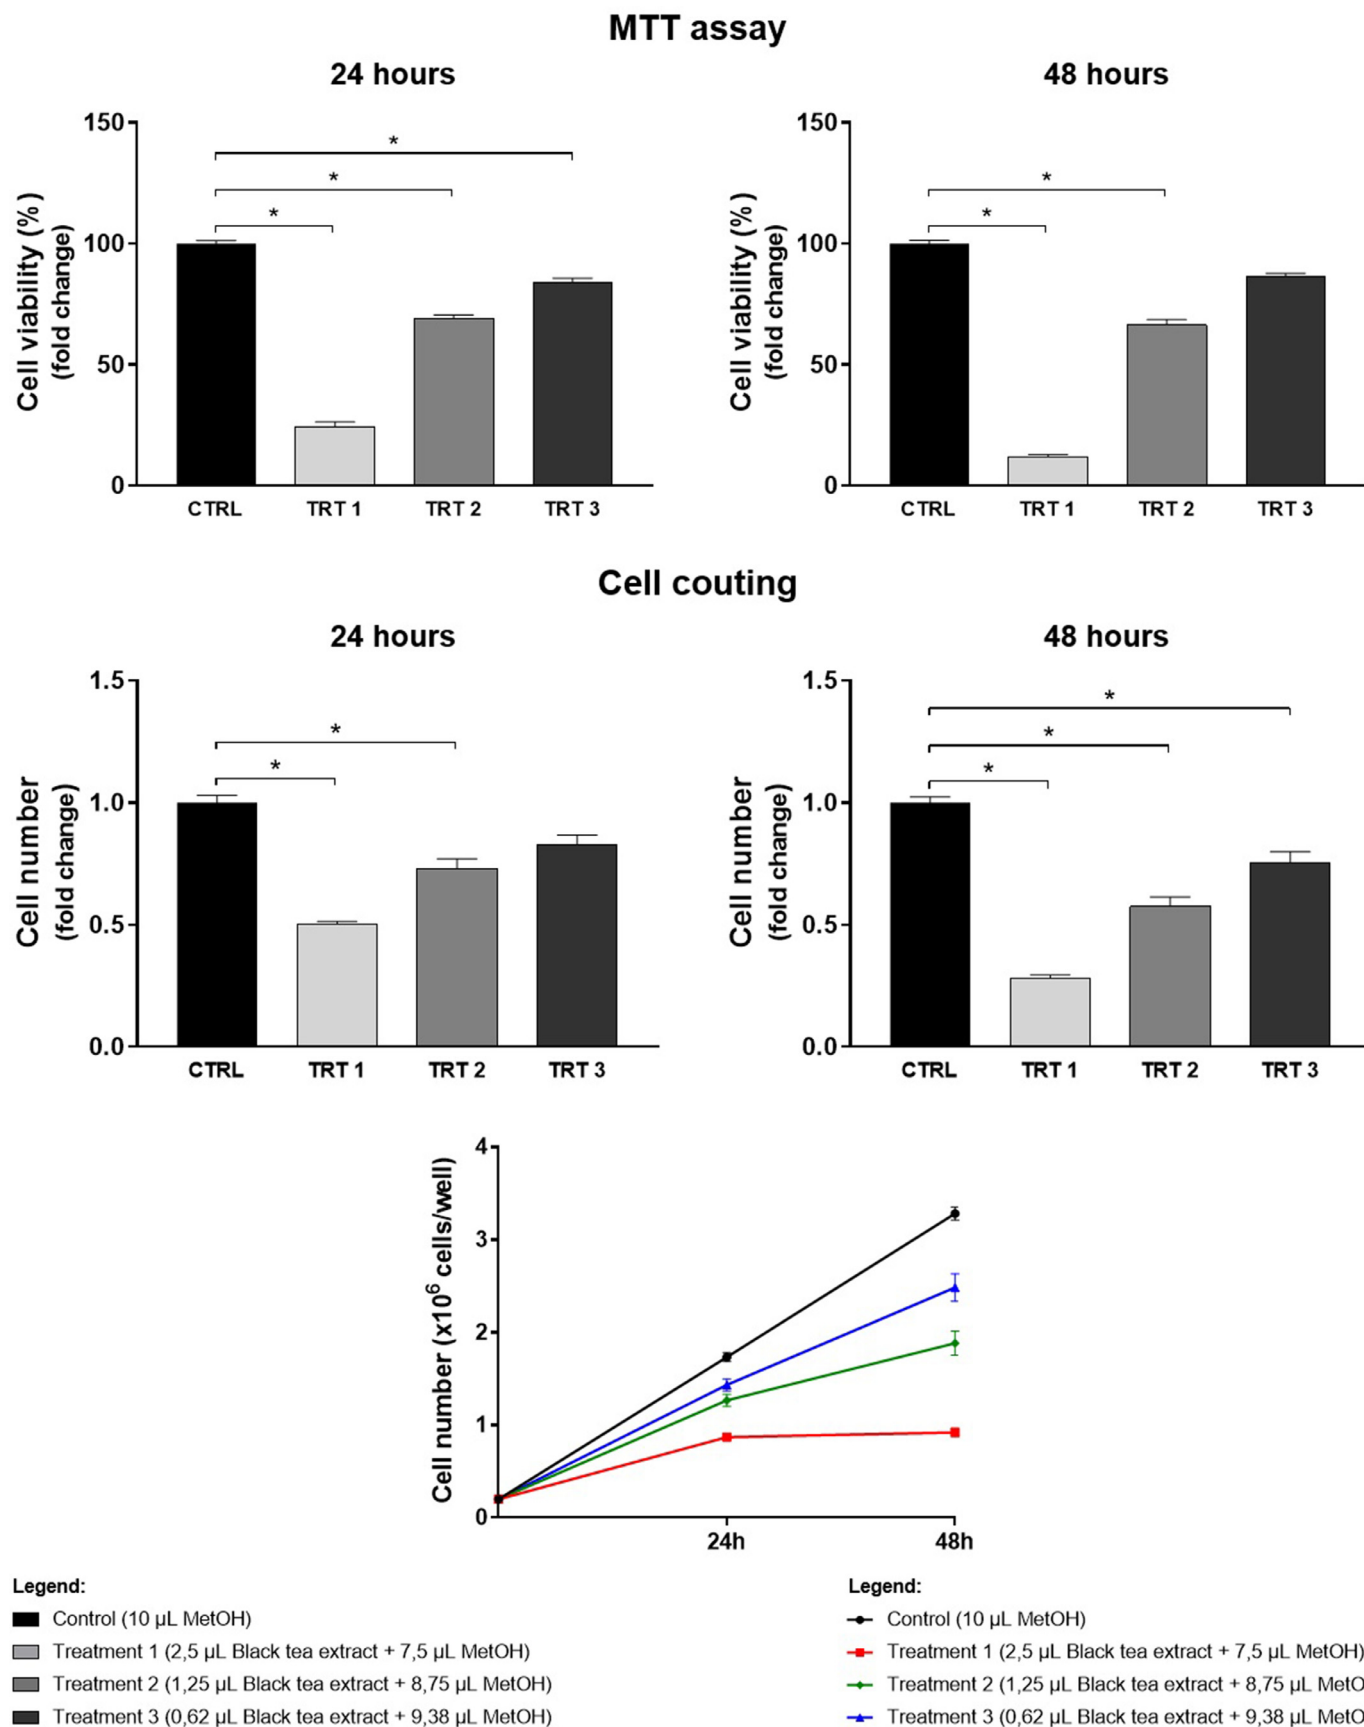 MTT assay
24 hours
150
100
50
0
Cell viability (%)
(fold change)
*
*
*
CTRL TRT 1 TRT 2 TRT 3
48 hours
150
100
50
0
Cell viability (%)
(fold change)
*
*
CTRL TRT 1 TRT 2 TRT 3
Cell couting
24 hours
1.5
1.0
0.5
0.0
Cell number
(fold change)
*
*
CTRL TRT 1 TRT 2 TRT 3
48 hours
1.5
1.0
0.5
0.0
Cell number
(fold change)
*
*
*
CTRL TRT 1 TRT 2 TRT 3
4
3
2
1
0
Cell number (x10⁶ cells/well)
24h 48h
Legend:
Control (10 µL MetOH)
Treatment 1 (2,5 µL Black tea extract + 7,5 µL MetOH)
Treatment 2 (1,25 µL Black tea extract + 8,75 µL MetOH)
Treatment 3 (0,62 µL Black tea extract + 9,38 µL MetOH)
Legend:
Control (10 µL MetOH)
Treatment 1 (2,5 µL Black tea extract + 7,5 µL MetOH)
Treatment 2 (1,25 µL Black tea extract + 8,75 µL MetO
Treatment 3 (0,62 µL Black tea extract + 9,38 µL MetO